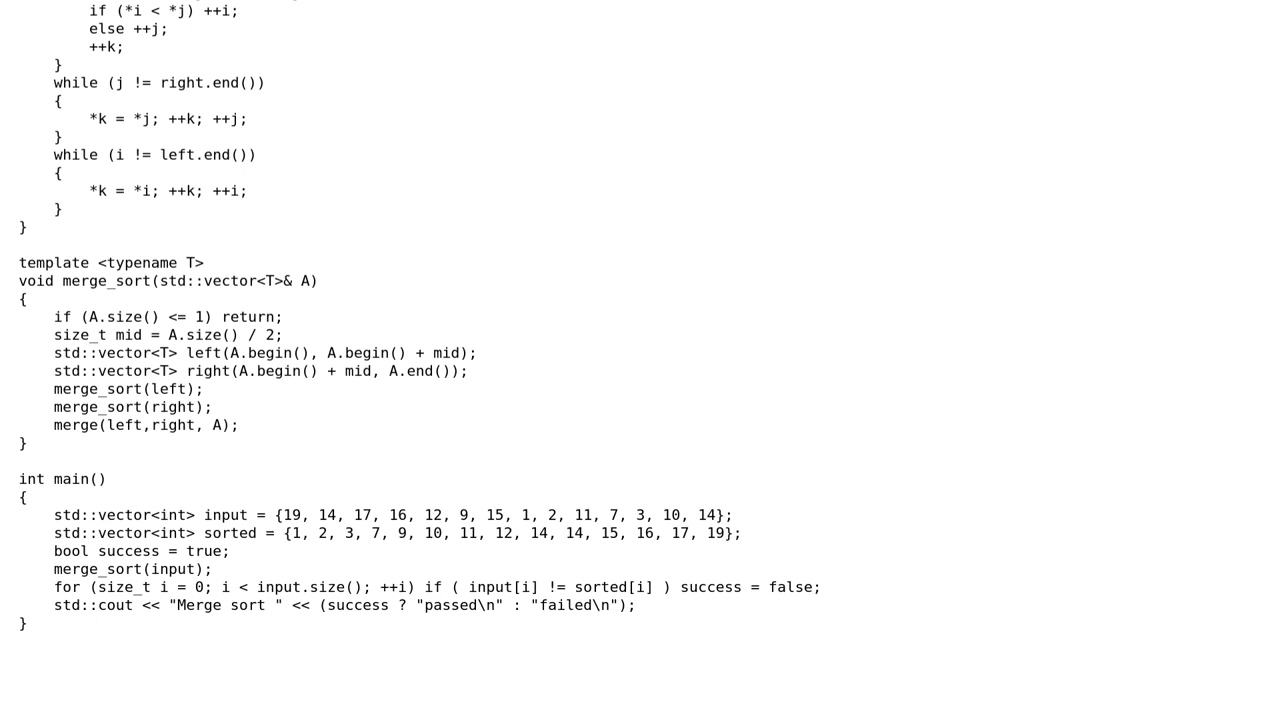 if (*i < *j) ++i;
        else ++j;
        ++k;
    }
    while (j != right.end())
    {
        *k = *j; ++k; ++j;
    }
    while (i != left.end())
    {
        *k = *i; ++k; ++i;
    }
}

template <typename T>
void merge_sort(std::vector<T>& A)
{
    if (A.size() <= 1) return;
    size_t mid = A.size() / 2;
    std::vector<T> left(A.begin(), A.begin() + mid);
    std::vector<T> right(A.begin() + mid, A.end());
    merge_sort(left);
    merge_sort(right);
    merge(left,right, A);
}

int main()
{
    std::vector<int> input = {19, 14, 17, 16, 12, 9, 15, 1, 2, 11, 7, 3, 10, 14};
    std::vector<int> sorted = {1, 2, 3, 7, 9, 10, 11, 12, 14, 14, 15, 16, 17, 19};
    bool success = true;
    merge_sort(input);
    for (size_t i = 0; i < input.size(); ++i) if ( input[i] != sorted[i] ) success = false;
    std::cout << "Merge sort " << (success ? "passed\n" : "failed\n");
}